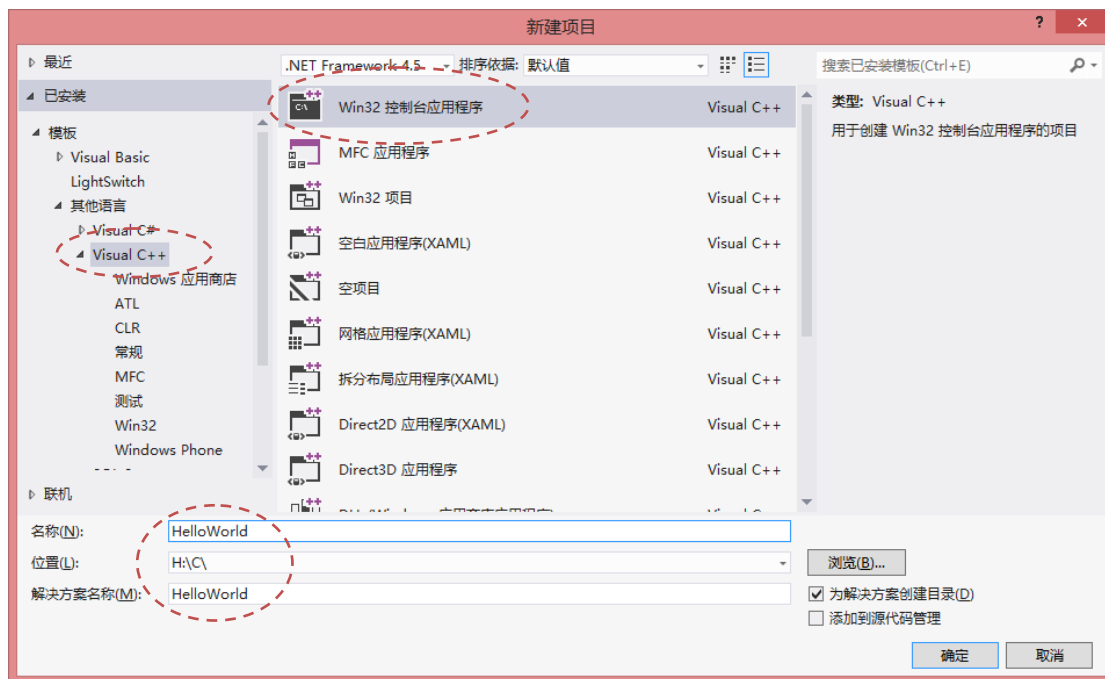 新建项目
?
最近
.NET Framework 4.5 排序依据: 默认值
搜索已安装模板(Ctrl+E)
已安装
模板
Visual Basic
LightSwitch
其他语言
Visual C#
Visual C++
Windows 应用商店
ATL
CLR
常规
MFC
测试
Win32
Windows Phone
联机
Win32 控制台应用程序 Visual C++
MFC 应用程序 Visual C++
Win32 项目 Visual C++
空白应用程序(XAML) Visual C++
空项目 Visual C++
网格应用程序(XAML) Visual C++
拆分布局应用程序(XAML) Visual C++
Direct2D 应用程序(XAML) Visual C++
Direct3D 应用程序 Visual C++
类型: Visual C++
用于创建 Win32 控制台应用程序的项目
名称(N): HelloWorld
位置(L): H:\C\
浏览(B)...
解决方案名称(M): HelloWorld
为解决方案创建目录(D)
添加到源代码管理
确定 取消